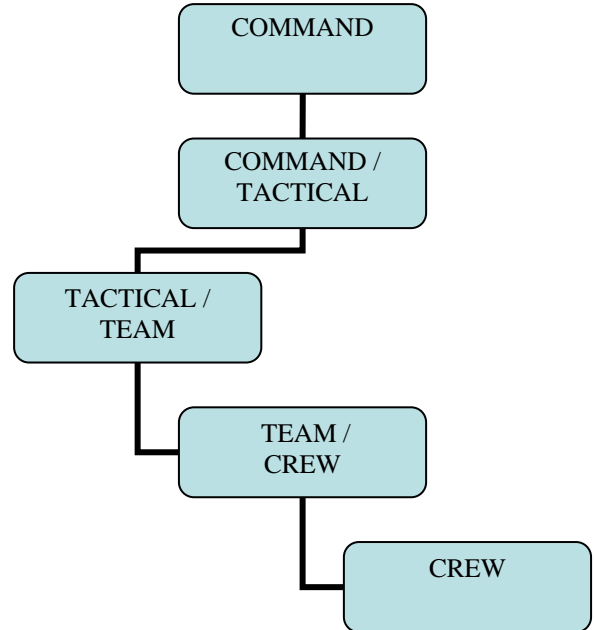 COMMAND
COMMAND /
TACTICAL
TACTICAL /
TEAM
TEAM /
CREW
CREW